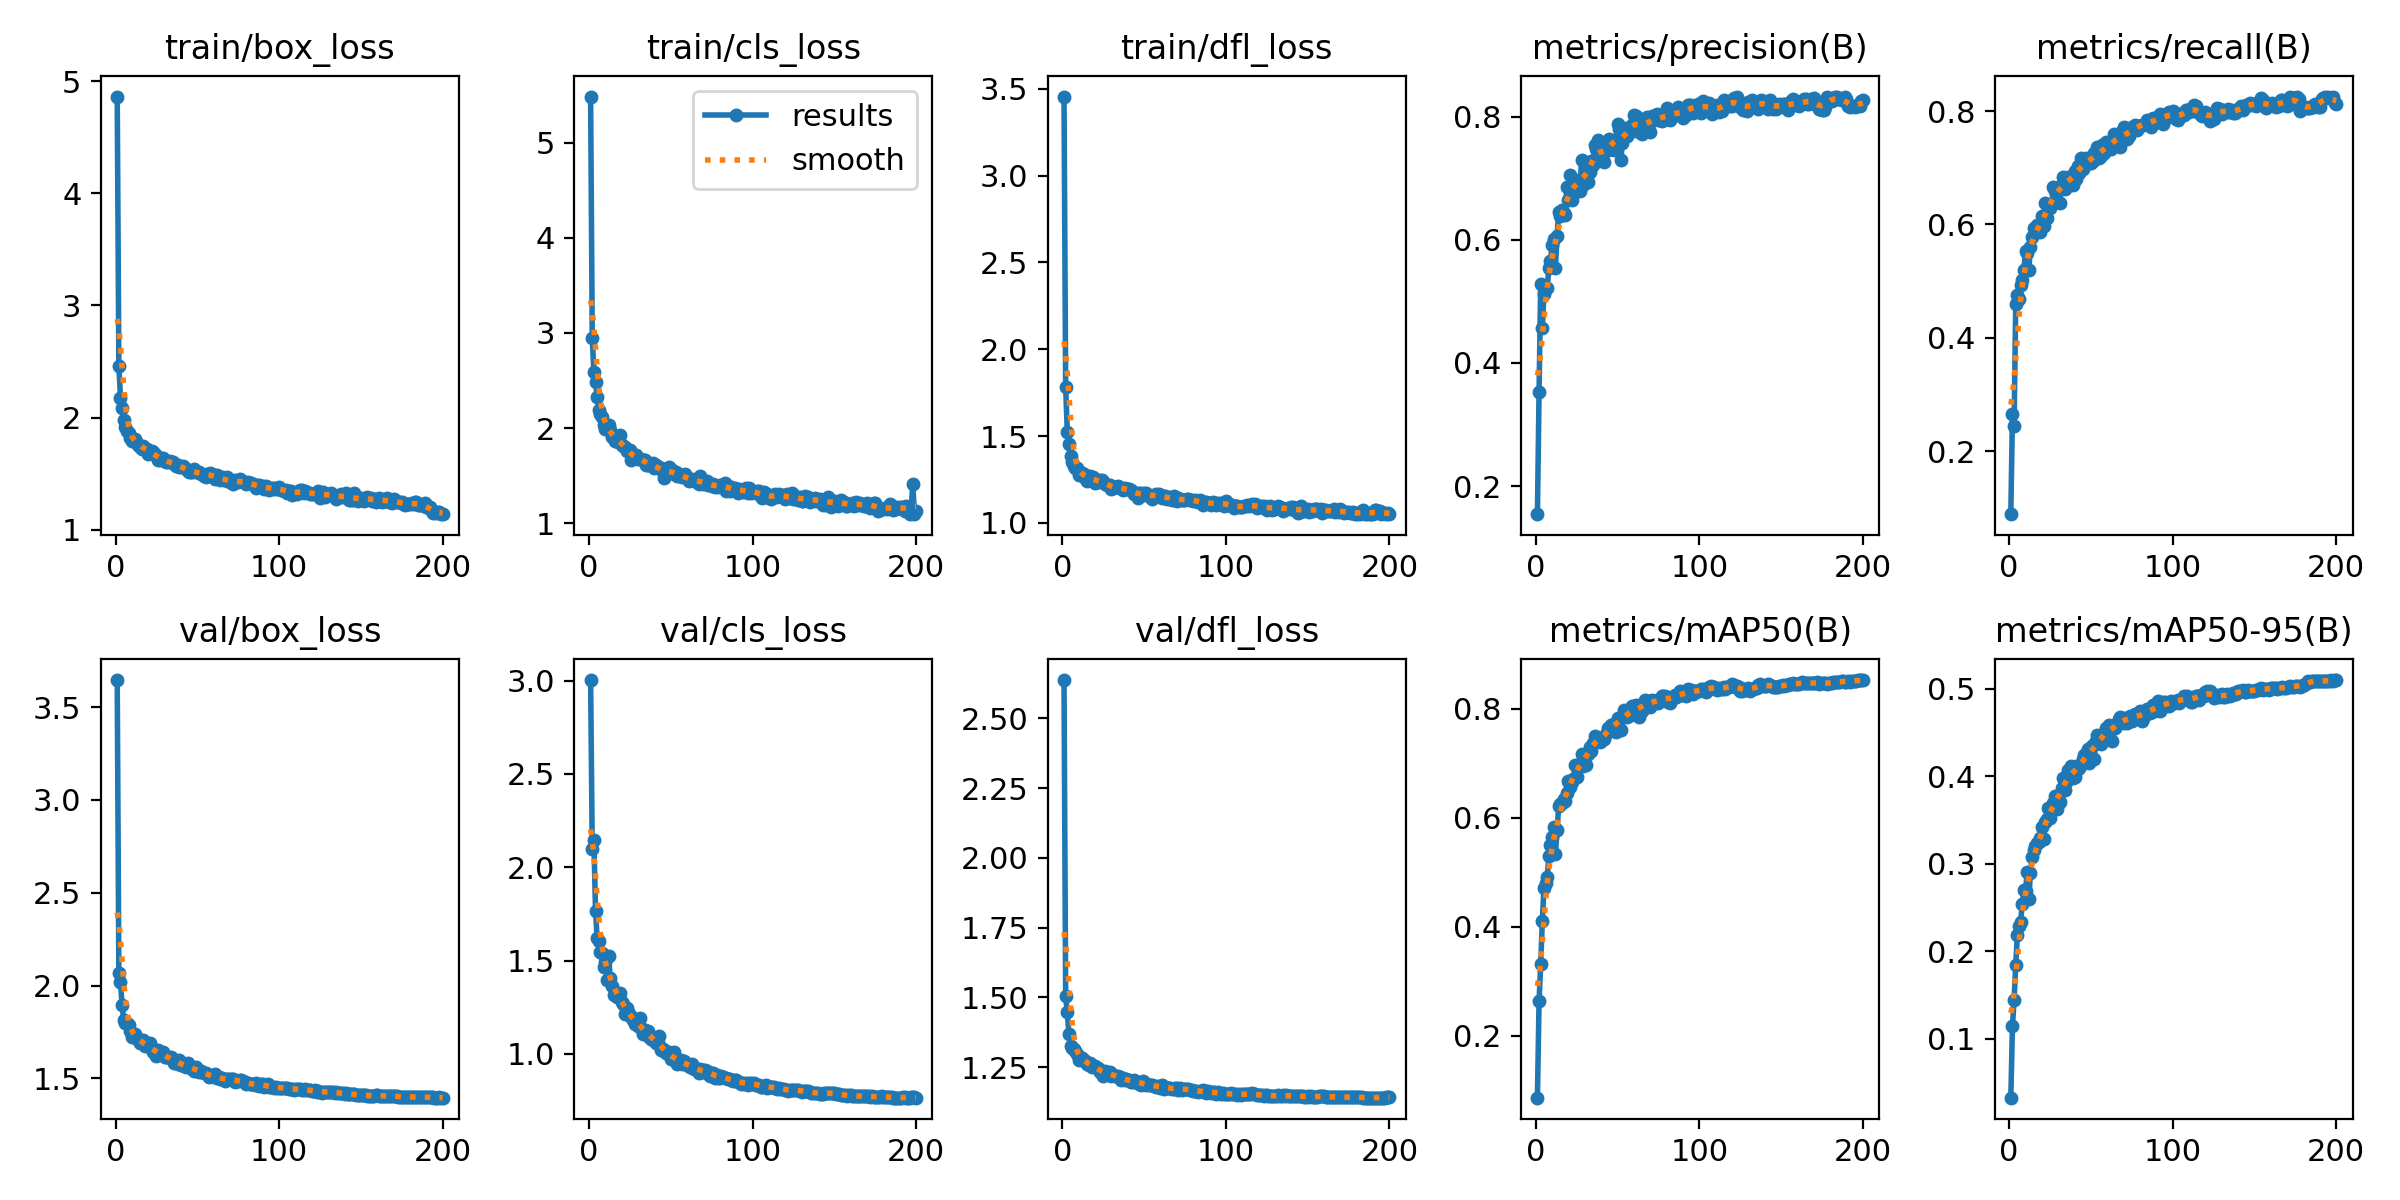 train/box_loss
5
4
3
2
1
0 100 200
train/cls_loss
results
smooth
5
4
3
2
1
0 100 200
train/dfl_loss
3.5
3.0
2.5
2.0
1.5
1.0
0 100 200
metrics/precision(B)
0.8
0.6
0.4
0.2
0 100 200
metrics/recall(B)
0.8
0.6
0.4
0.2
0 100 200
val/box_loss
3.5
3.0
2.5
2.0
1.5
0 100 200
val/cls_loss
3.0
2.5
2.0
1.5
1.0
0 100 200
val/dfl_loss
2.50
2.25
2.00
1.75
1.50
1.25
0 100 200
metrics/mAP50(B)
0.8
0.6
0.4
0.2
0 100 200
metrics/mAP50-95(B)
0.5
0.4
0.3
0.2
0.1
0 100 200